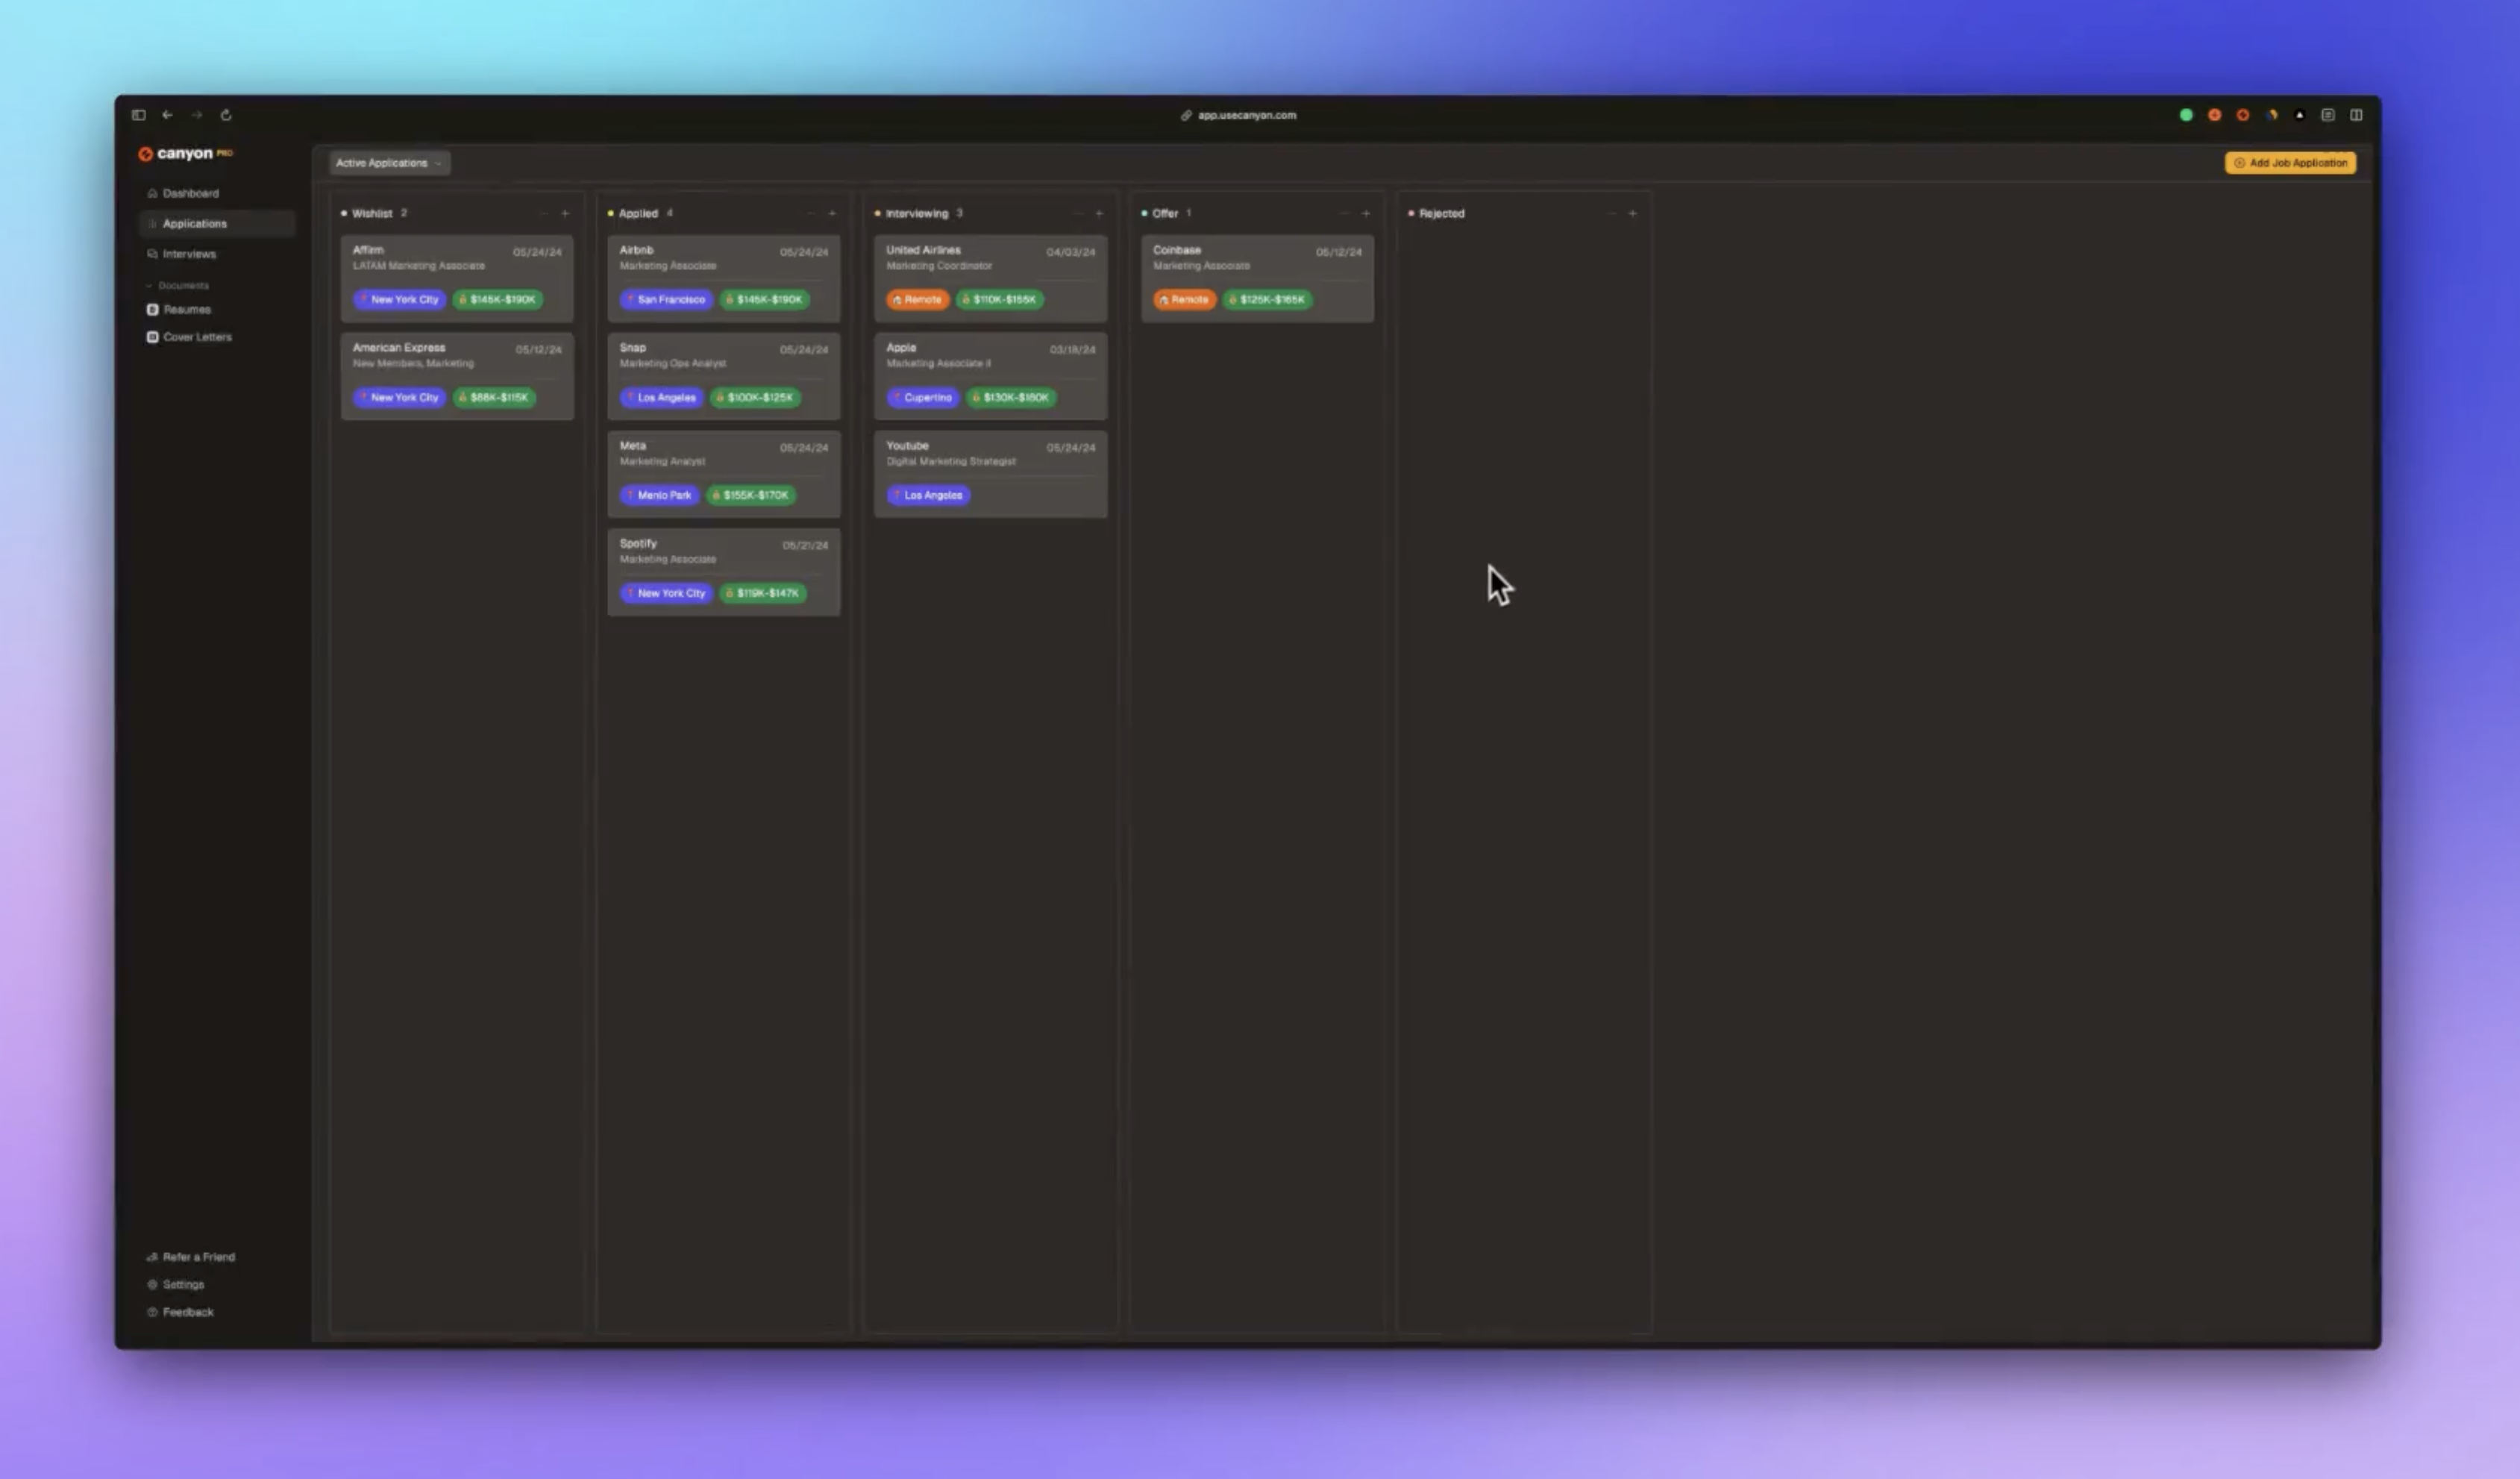 app.usecanyon.com
canyon PRO
Active Applications
Add Job Application
Dashboard
Applications
Interviews
Documents
Resumes
Cover Letters
Refer a Friend
Settings
Feedback
Wishlist 2
Affirm 05/24/24
LATAM Marketing Associate
New York City $145K-$190K
American Express 05/12/24
New Members, Marketing
New York City $88K-$115K
Applied 4
Airbnb 05/24/24
Marketing Associate
San Francisco $145K-$190K
Snap 05/24/24
Marketing Ops Analyst
Los Angeles $100K-$125K
Meta 05/24/24
Marketing Analyst
Menlo Park $155K-$170K
Spotify 05/21/24
Marketing Associate
New York City $119K-$147K
Interviewing 3
United Airlines 04/03/24
Marketing Coordinator
Remote $110K-$155K
Apple 03/18/24
Marketing Associate II
Cupertino $130K-$180K
Youtube 05/24/24
Digital Marketing Strategist
Los Angeles
Offer 1
Coinbase 05/12/24
Marketing Associate
Remote $125K-$165K
Rejected